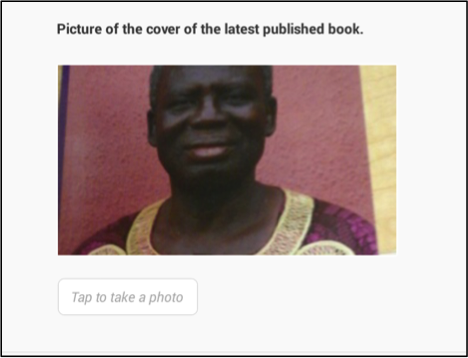 Picture of the cover of the latest published book.
Tap to take a photo